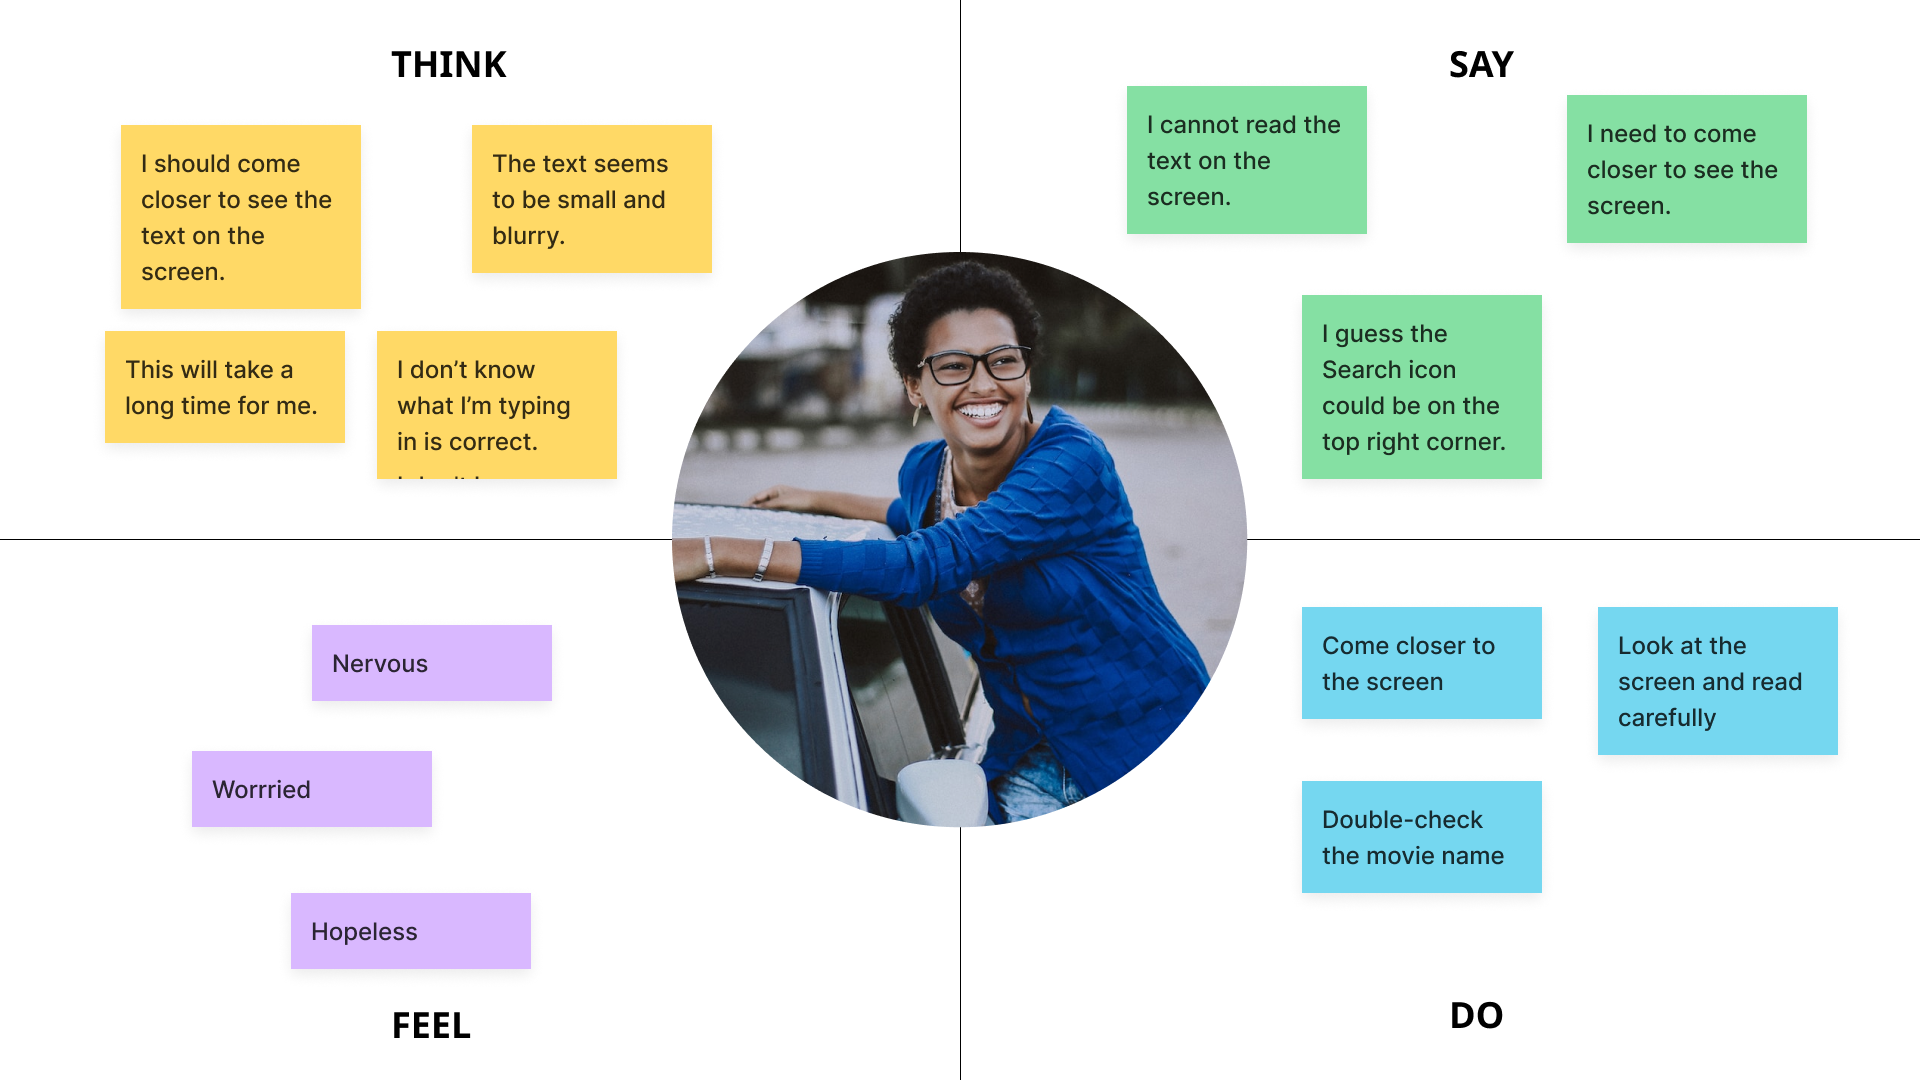 THINK
I should come
closer to see the
text on the
screen.
The text seems
to be small and
blurry.
This will take a
long time for me.
I don’t know
what I’m typing
in is correct.
SAY
I cannot read the
text on the
screen.
I need to come
closer to see the
screen.
I guess the
Search icon
could be on the
top right corner.
Nervous
Worrried
Hopeless
FEEL
Come closer to
the screen
Look at the
screen and read
carefully
Double-check
the movie name
DO